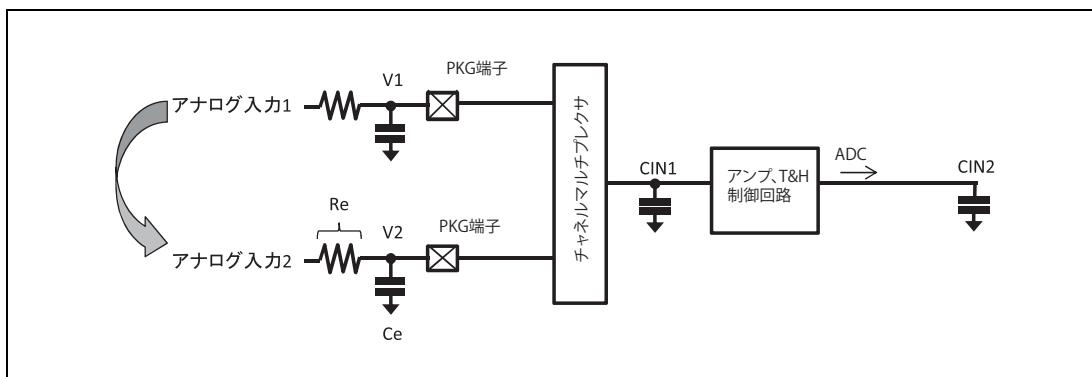 アナログ入力1
V1
PKG端子
Re
アナログ入力2
V2
PKG端子
Ce
チャネルマルチプレクサ
CIN1
アンプ、T&H
制御回路
ADC
CIN2